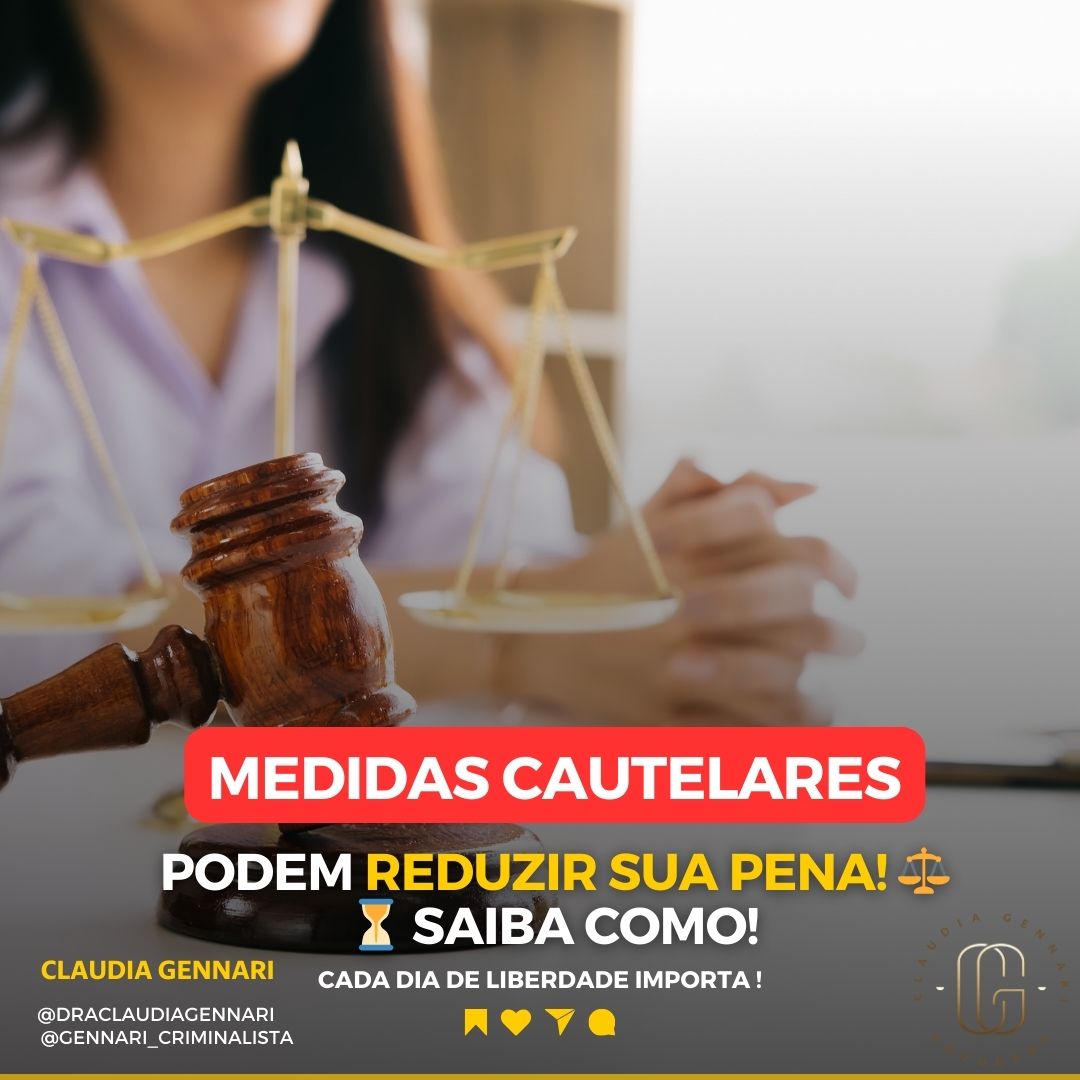 MEDIDAS CAUTELARES
PODEM REDUZIR SUA PENA! ⚖️
⏳ SAIBA COMO!
CADA DIA DE LIBERDADE IMPORTA !
CLAUDIA GENNARI
@DRACLAUDIAGENNARI
@GENNARI_CRIMINALISTA
CLAUDIA GENNARI
CG